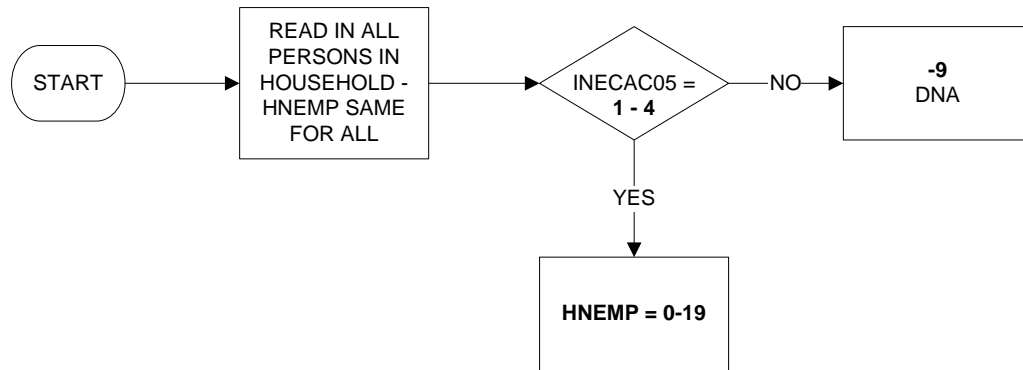 START
READ IN ALL
PERSONS IN
HOUSEHOLD -
HNEMP SAME
FOR ALL
INECAC05 =
1 - 4
NO
-9
DNA
YES
HNEMP = 0-19